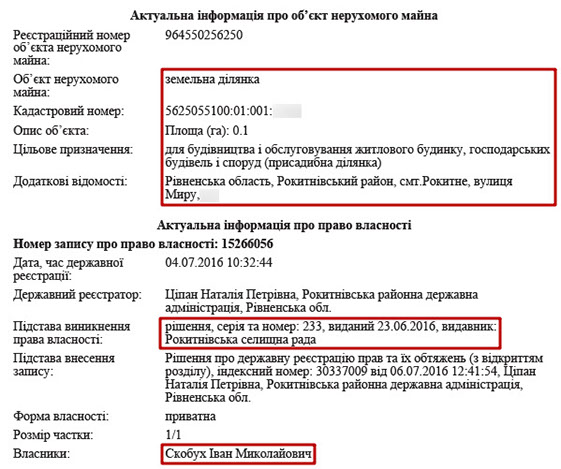 Актуальна інформація про об’єкт нерухомого майна
Реєстраційний номер 964550256250
об’єкта нерухомого
майна:
Об’єкт нерухомого земельна ділянка
майна:
Кадастровий номер: 5625055100:01:001:
Опис об’єкта: Площа (га): 0.1
Цільове призначення: для будівництва і обслуговування житлового будинку, господарських
будівель і споруд (присадибна ділянка)
Додаткові відомості: Рівненська область, Рокитнівський район, смт.Рокитне, вулиця
Миру,
Актуальна інформація про право власності
Номер запису про право власності: 15266056
Дата, час державної 04.07.2016 10:32:44
реєстрації:
Державний реєстратор: Ціпан Наталія Петрівна, Рокитнівська районна державна
адміністрація, Рівненська обл.
Підстава виникнення рішення, серія та номер: 233, виданий 23.06.2016, видавник:
права власності: Рокитнівська селищна рада
Підстава внесення Рішення про державну реєстрацію прав та їх обтяжень (з відкриттям
запису: розділу), індексний номер: 30337009 від 06.07.2016 12:41:54, Ціпан
Наталія Петрівна, Рокитнівська районна державна адміністрація,
Рівненська обл.
Форма власності: приватна
Розмір частки: 1/1
Власники: Скобух Іван Миколайович